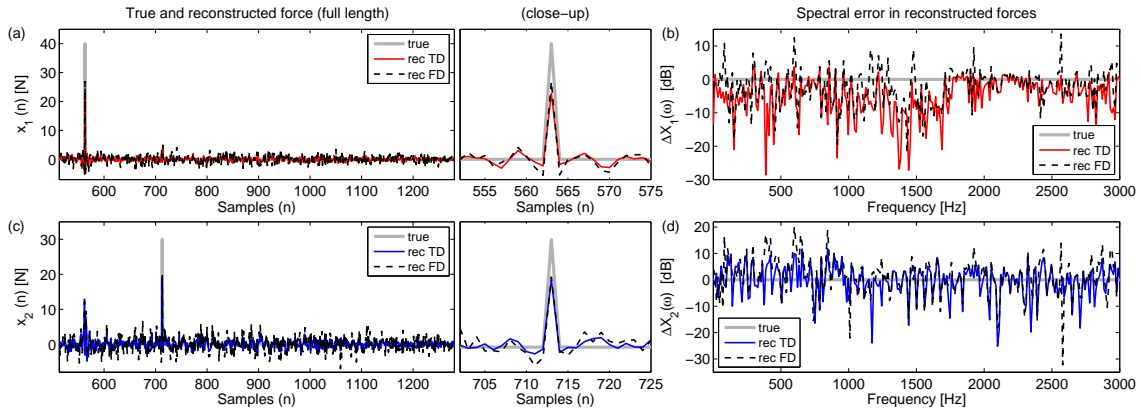 True and reconstructed force (full length)
(close−up)
Spectral error in reconstructed forces
(a)
x1 (n) [N]
40
30
20
10
0
true
rec TD
rec FD
600 700 800 900 1000 1100 1200
Samples (n)
555 560 565 570 575
Samples (n)
(b)
ΔX1(ω) [dB]
10
0
−10
−20
−30
true
rec TD
rec FD
500 1000 1500 2000 2500 3000
Frequency [Hz]
(c)
x2 (n) [N]
30
20
10
0
true
rec TD
rec FD
600 700 800 900 1000 1100 1200
Samples (n)
705 710 715 720 725
Samples (n)
(d)
ΔX2(ω) [dB]
20
10
0
−10
−20
−30
true
rec TD
rec FD
500 1000 1500 2000 2500 3000
Frequency [Hz]